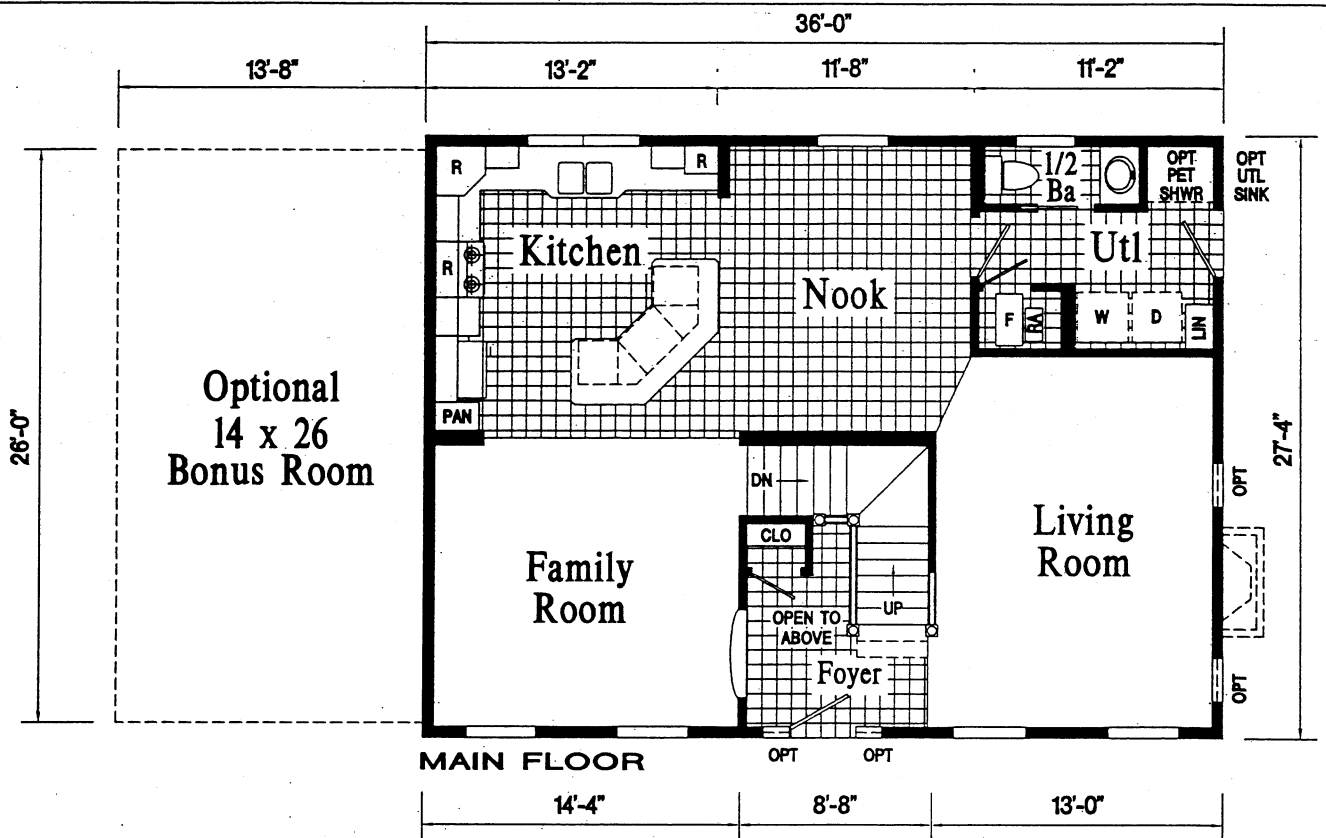 36'-0"
13'-8"
13'-2"
11'-8"
11'-2"
R
R
1/2
Ba
OPT
PET
SHWR
OPT
UTL
SINK
Kitchen
Utl
R
Nook
F
RA
W
D
LIN
Optional
14 x 26
Bonus Room
PAN
26'-0"
27'-4"
DN
OPT
Living
Room
CLO
Family
Room
UP
OPEN TO
ABOVE
Foyer
OPT
MAIN FLOOR
OPT
OPT
14'-4"
8'-8"
13'-0"